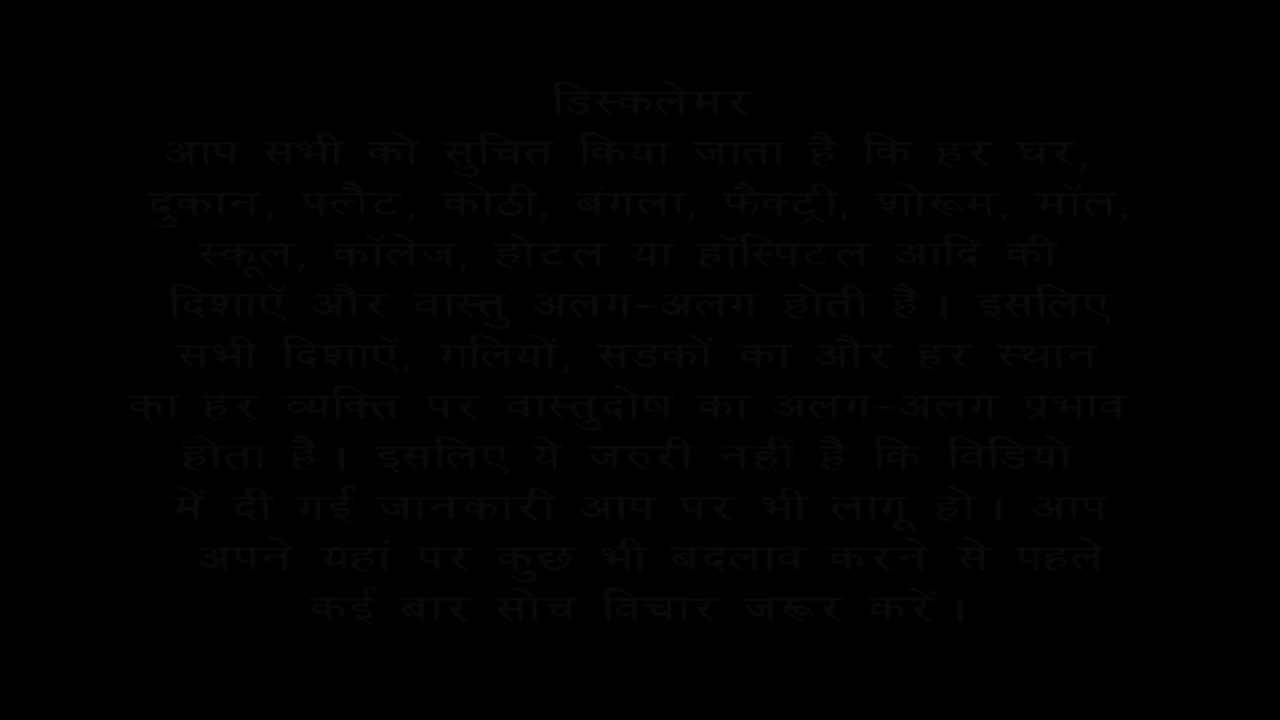 डिस्कलेमर
आप सभी को सुचित किया जाता है कि हर घर,
दुकान, फ्लैट, कोठी, बंगला, फैक्ट्री, शोरूम, मॉल,
स्कूल, कॉलेज, होटल या हॉस्पिटल आदि की
दिशाएँ और वास्तु अलग–अलग होती है। इसलिए
सभी दिशाएँ, गलियों, सडकों का और हर स्थान
का हर व्यक्ति पर वास्तुदोष का अलग–अलग प्रभाव
होता है। इसलिए ये जरुरी नहीं है कि विडियो
में दी गई जानकारी आप पर भी लागू हो। आप
अपने यहां पर कुछ भी बदलाव करने से पहले
कई बार सोच विचार जरूर करें।